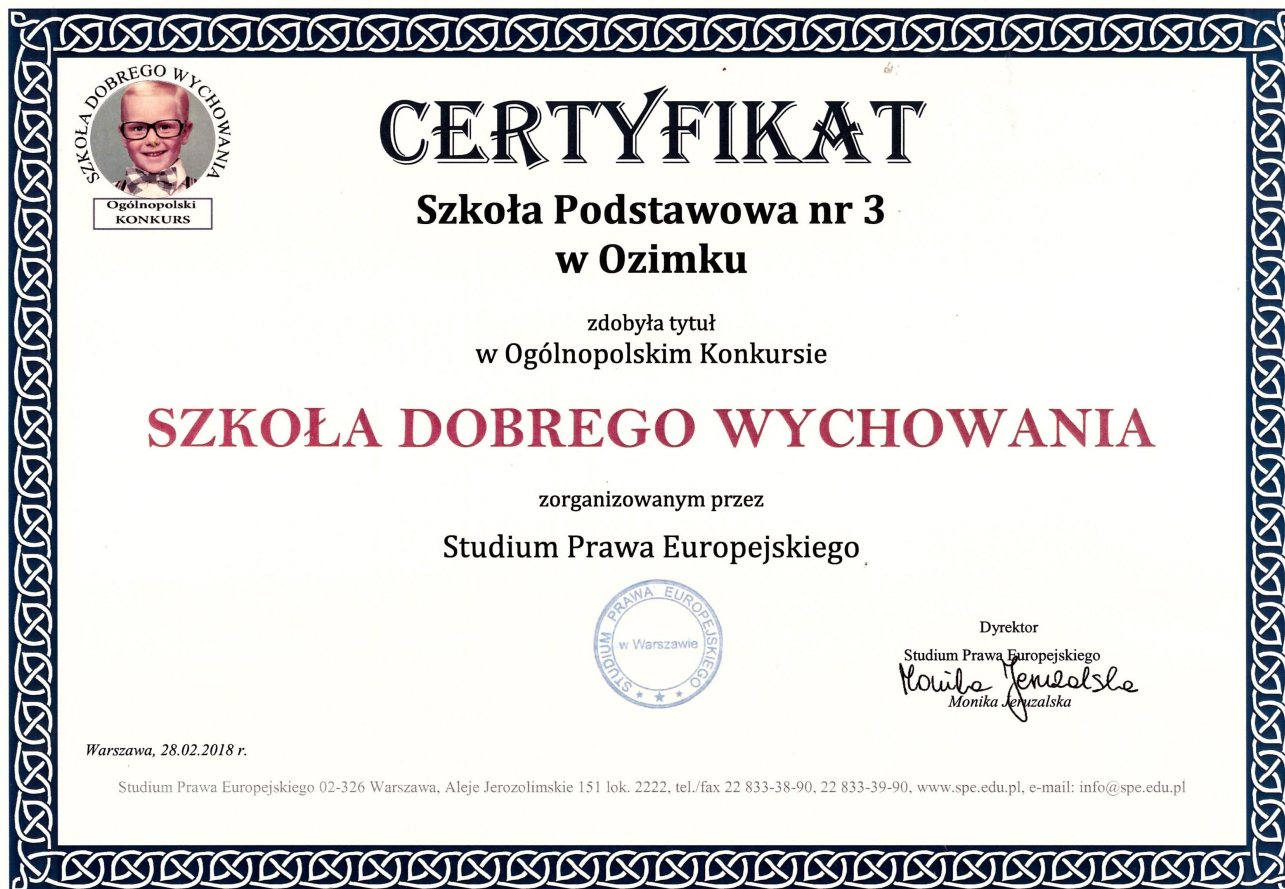 SZKOŁA DOBREGO WYCHOWANIA
Ogólnopolski
KONKURS
CERTYFIKAT
Szkoła Podstawowa nr 3
w Ozimku
zdobyła tytuł
w Ogólnopolskim Konkursie
SZKOŁA DOBREGO WYCHOWANIA
zorganizowanym przez
Studium Prawa Europejskiego
STUDIUM PRAWA EUROPEJSKIEGO
w Warszawie
Dyrektor
Studium Prawa Europejskiego
Monika Jeruzalska
Monika Jeruzalska
Warszawa, 28.02.2018 r.
Studium Prawa Europejskiego 02-326 Warszawa, Aleje Jerozolimskie 151 lok. 2222, tel./fax 22 833-38-90, 22 833-39-90, www.spe.edu.pl, e-mail: info@spe.edu.pl